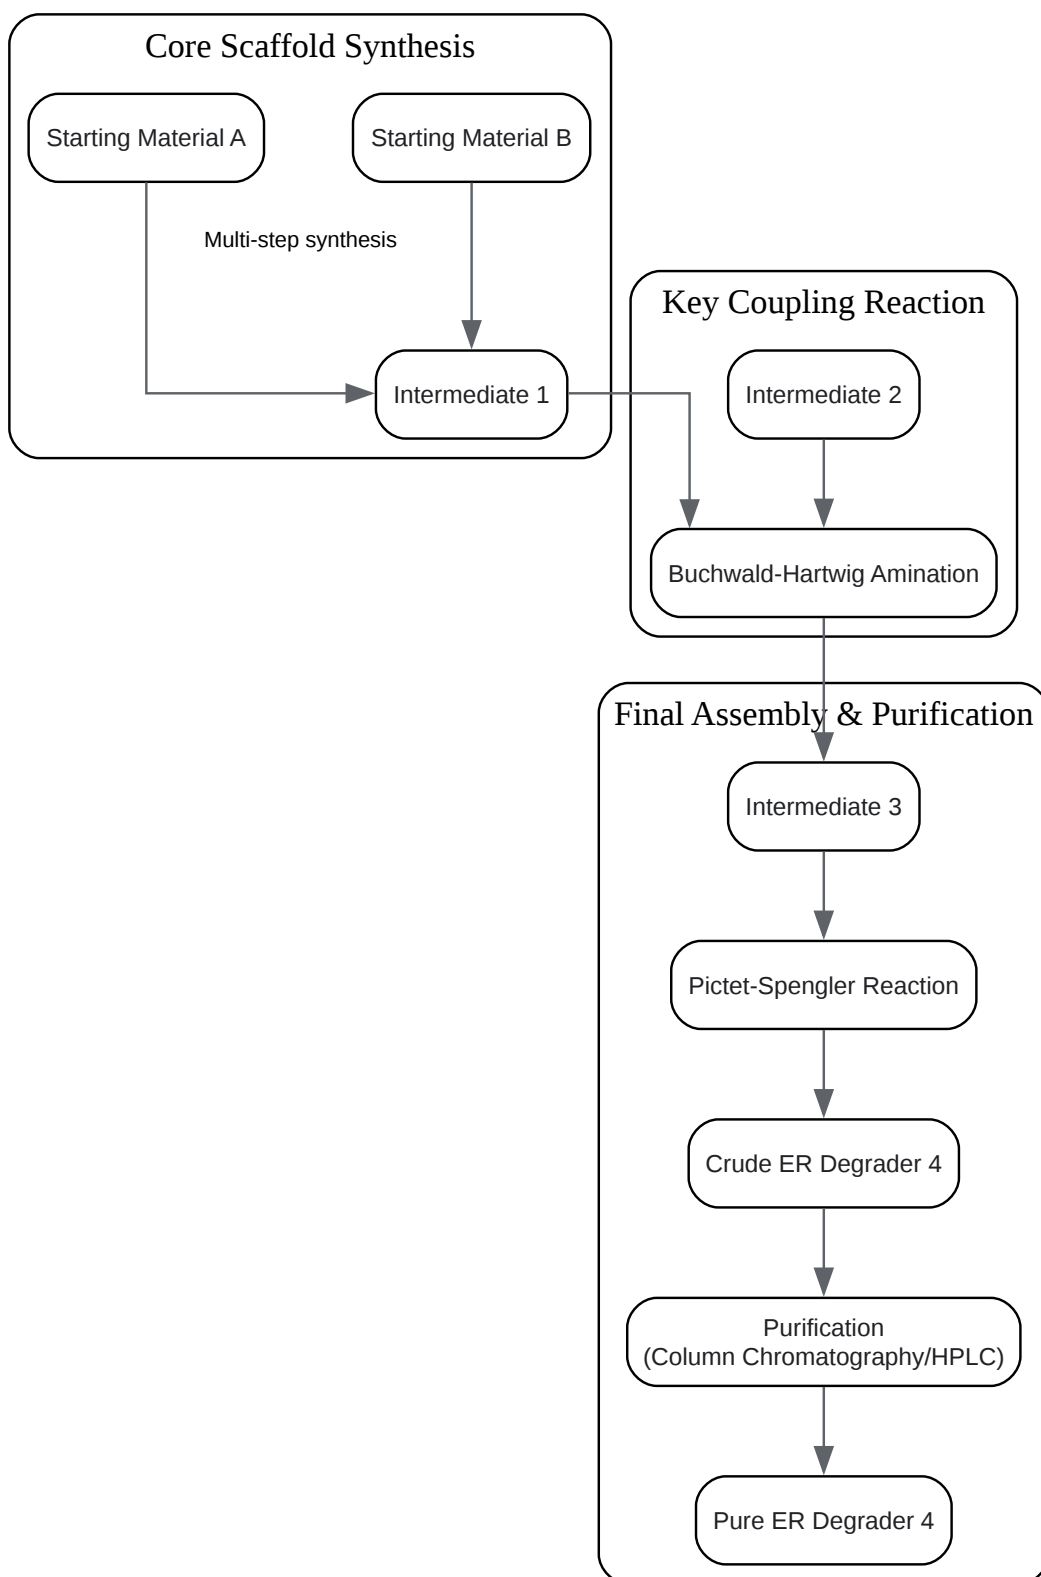 Core Scaffold Synthesis
Starting Material A
Starting Material B
Multi-step synthesis
Intermediate 1
Key Coupling Reaction
Intermediate 2
Buchwald-Hartwig Amination
Final Assembly & Purification
Intermediate 3
Pictet-Spengler Reaction
Crude ER Degrader 4
Purification
(Column Chromatography/HPLC)
Pure ER Degrader 4